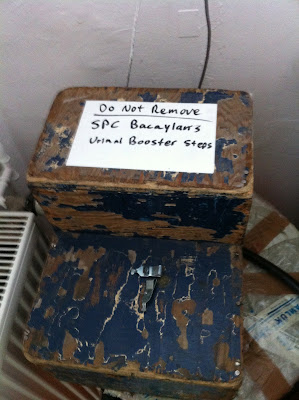 Do Not Remove
SPC Bacaylan's
Urinal Booster Steps